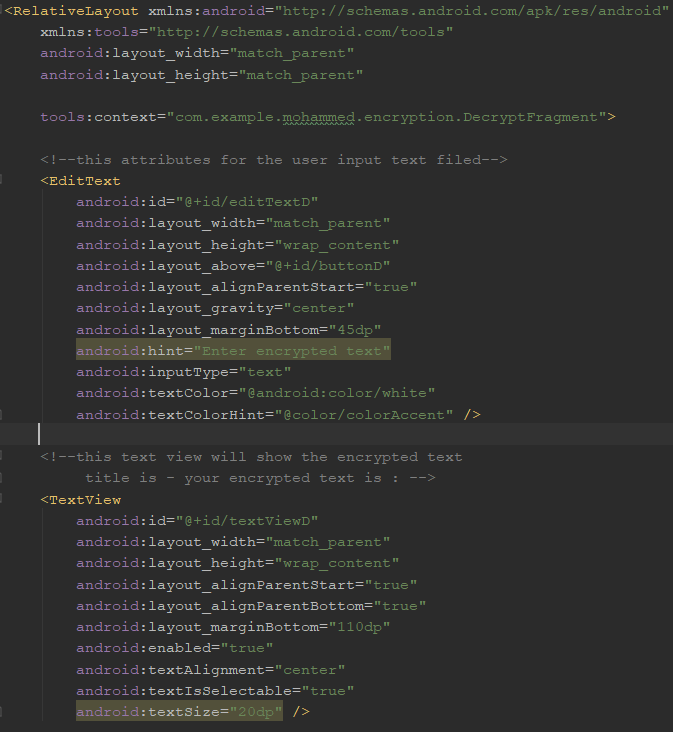 <RelativeLayout xmlns:android="http://schemas.android.com/apk/res/android"
    xmlns:tools="http://schemas.android.com/tools"
    android:layout_width="match_parent"
    android:layout_height="match_parent"

    tools:context="com.example.mohammed.encryption.DecryptFragment">

    <!--this attributes for the user input text filed-->
    <EditText
        android:id="@+id/editTextD"
        android:layout_width="match_parent"
        android:layout_height="wrap_content"
        android:layout_above="@+id/buttonD"
        android:layout_alignParentStart="true"
        android:layout_gravity="center"
        android:layout_marginBottom="45dp"
        android:hint="Enter encrypted text"
        android:inputType="text"
        android:textColor="@android:color/white"
        android:textColorHint="@color/colorAccent" />

    <!--this text view will show the encrypted text
         title is - your encrypted text is : -->
    <TextView
        android:id="@+id/textViewD"
        android:layout_width="match_parent"
        android:layout_height="wrap_content"
        android:layout_alignParentStart="true"
        android:layout_alignParentBottom="true"
        android:layout_marginBottom="110dp"
        android:enabled="true"
        android:textAlignment="center"
        android:textIsSelectable="true"
        android:textSize="20dp" />